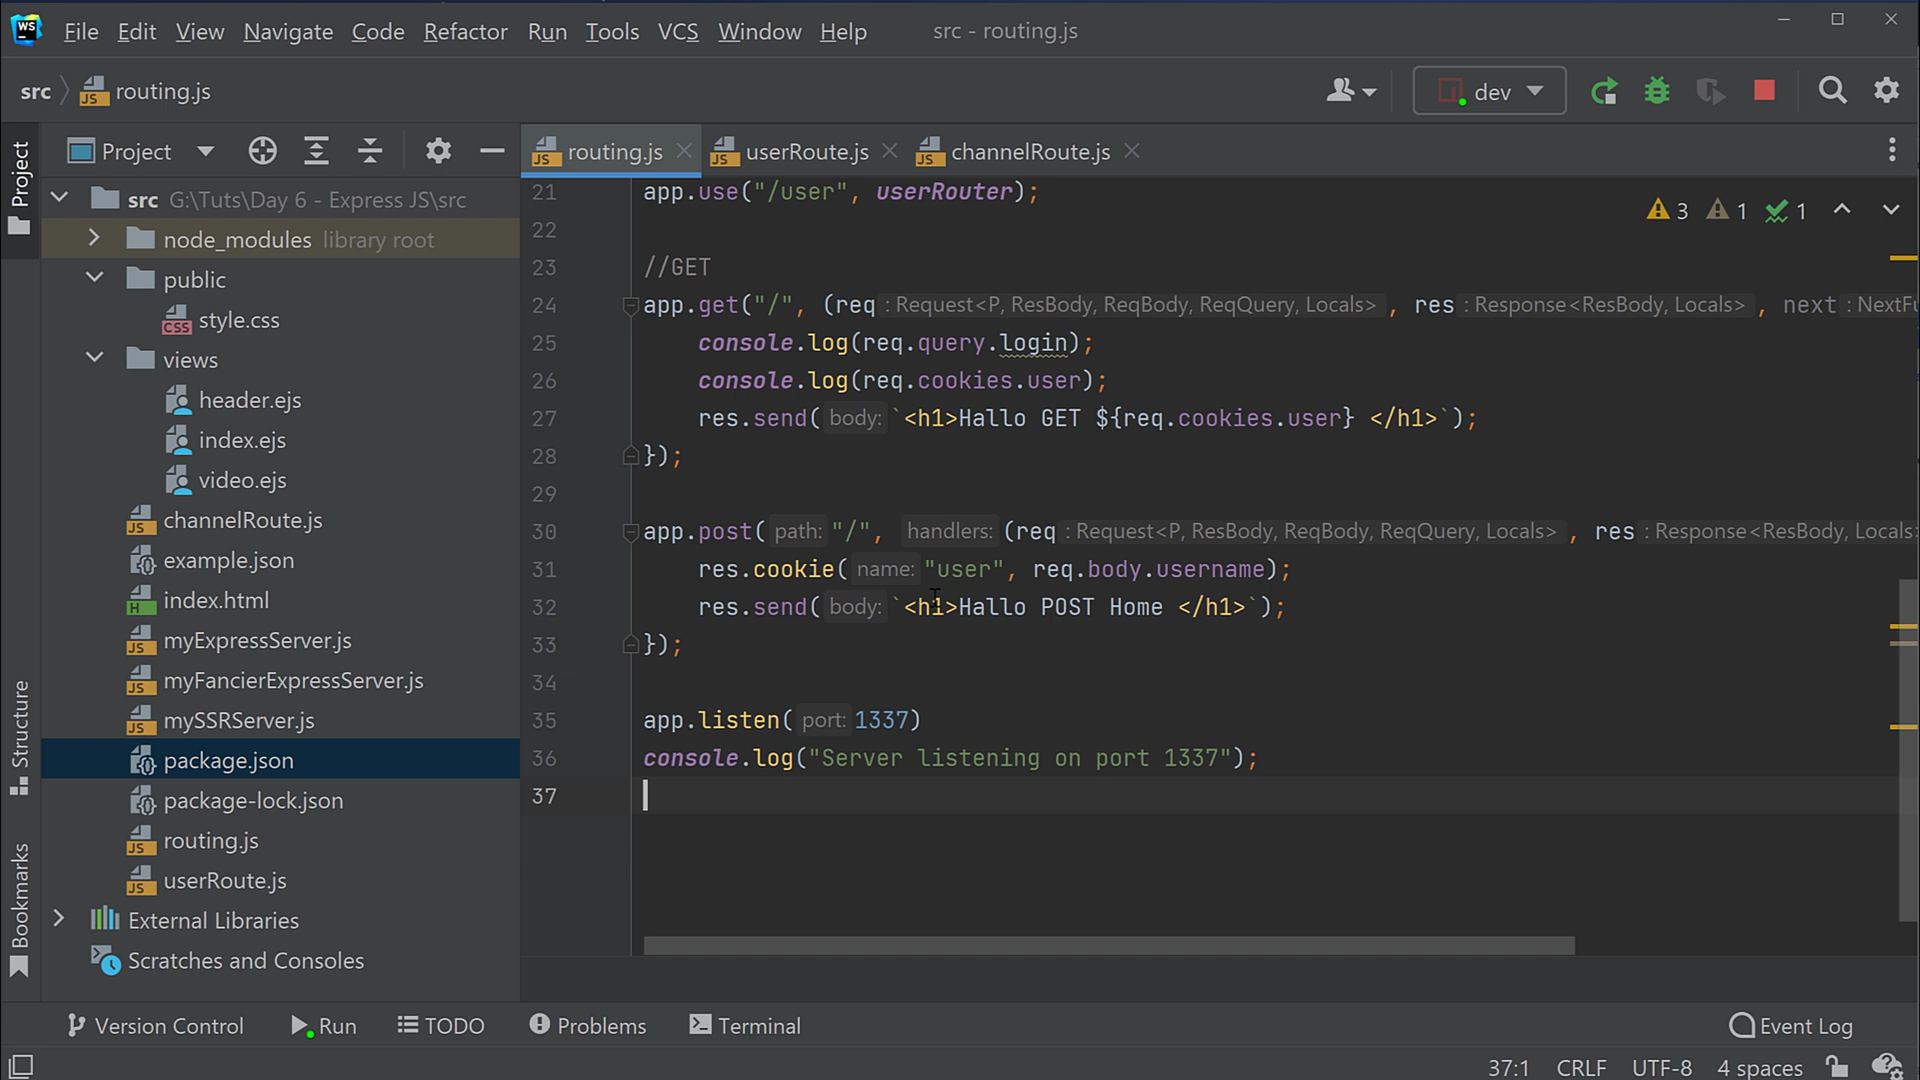 WS File Edit View Navigate Code Refactor Run Tools VCS Window Help src - routing.js
src routing.js dev
Project
Project
routing.js userRoute.js channelRoute.js
src G:\Tuts\Day 6 - Express JS\src
node_modules library root
public
style.css
views
header.ejs
index.ejs
video.ejs
channelRoute.js
example.json
index.html
myExpressServer.js
myFancierExpressServer.js
mySSRServer.js
package.json
package-lock.json
routing.js
userRoute.js
External Libraries
Scratches and Consoles
Structure
Bookmarks
3 1 1
21 app.use("/user", userRouter);
22
23 //GET
24 app.get("/", (req : Request<P, ResBody, ReqBody, ReqQuery, Locals> , res : Response<ResBody, Locals> , next : NextFu
25 console.log(req.query.login);
26 console.log(req.cookies.user);
27 res.send( body: `<h1>Hallo GET ${req.cookies.user} </h1>`);
28 });
29
30 app.post( path: "/", handlers: (req : Request<P, ResBody, ReqBody, ReqQuery, Locals> , res : Response<ResBody, Locals>
31 res.cookie( name: "user", req.body.username);
32 res.send( body: `<h1>Hallo POST Home </h1>`);
33 });
34
35 app.listen( port: 1337)
36 console.log("Server listening on port 1337");
37
Version Control Run TODO Problems Terminal Event Log
37:1 CRLF UTF-8 4 spaces